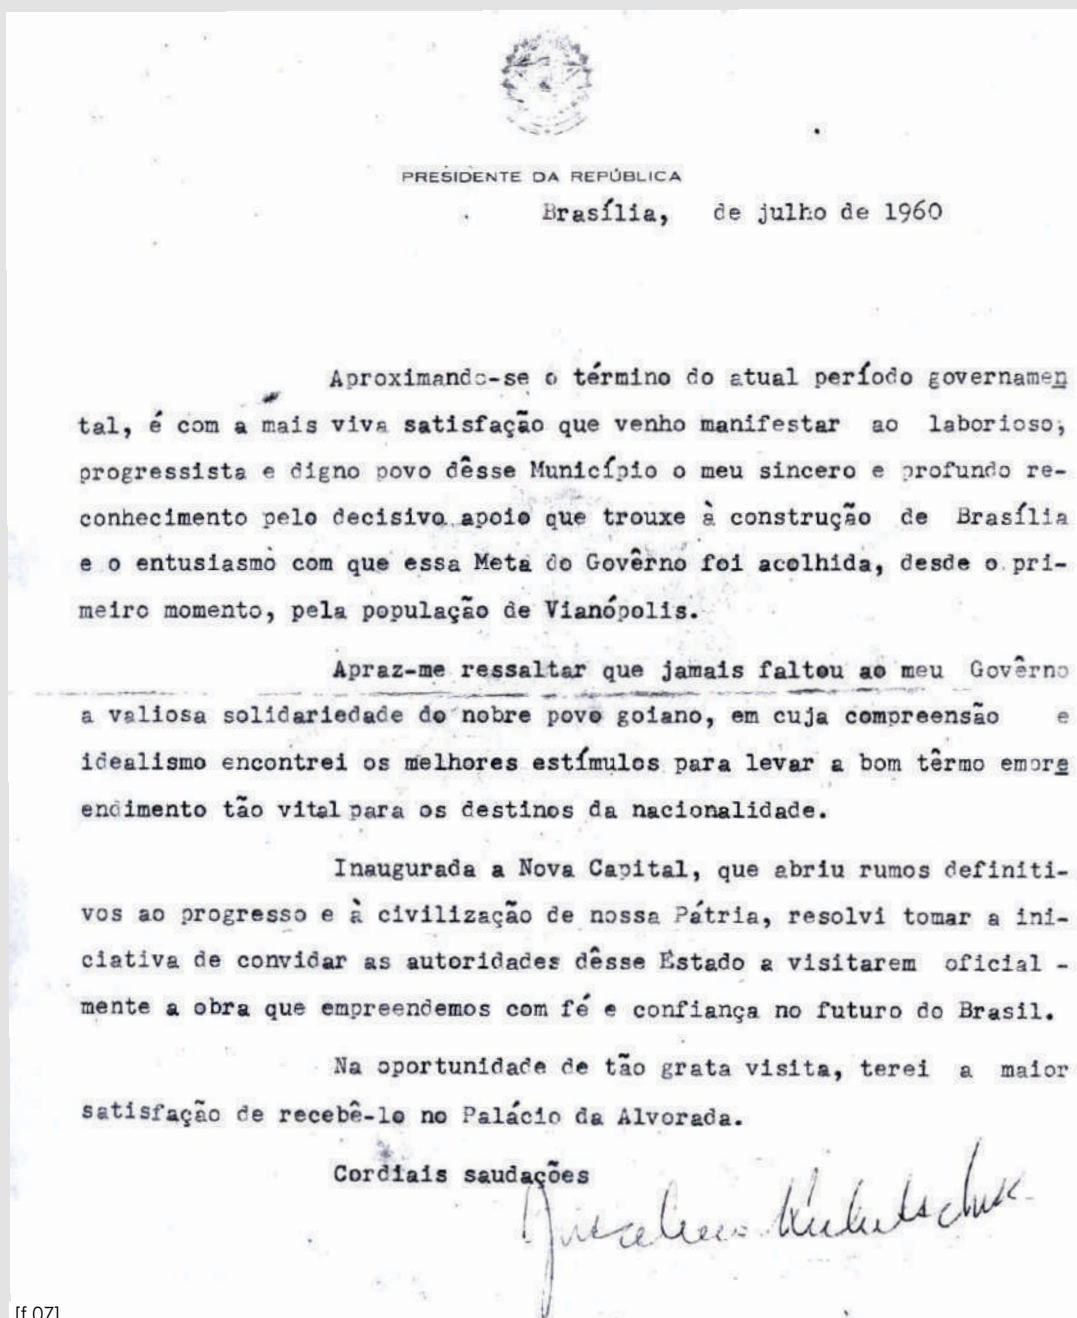 PRESIDENTE DA REPÚBLICA
Brasília, de julho de 1960
Aproximando-se o término do atual período governamen
tal, é com a mais viva satisfação que venho manifestar ao laborioso,
progressista e digno povo dêsse Município o meu sincero e profundo re-
conhecimento pelo decisivo apoio que trouxe à construção de Brasília
e o entusiasmo com que essa Meta do Govêrno foi acolhida, desde o pri-
meiro momento, pela população de Vianópolis.
Apraz-me ressaltar que jamais faltou ao meu Govêrno
a valiosa solidariedade do nobre povo goiano, em cuja compreensão e
idealismo encontrei os melhores estímulos para levar a bom têrmo empre
endimento tão vital para os destinos da nacionalidade.
Inaugurada a Nova Capital, que abriu rumos definiti-
vos ao progresso e à civilização de nossa Pátria, resolvi tomar a ini-
ciativa de convidar as autoridades dêsse Estado a visitarem oficial -
mente a obra que empreendemos com fé e confiança no futuro do Brasil.
Na oportunidade de tão grata visita, terei a maior
satisfação de recebê-lo no Palácio da Alvorada.
Cordiais saudações
Juscelino Kubitschek
[f.07]